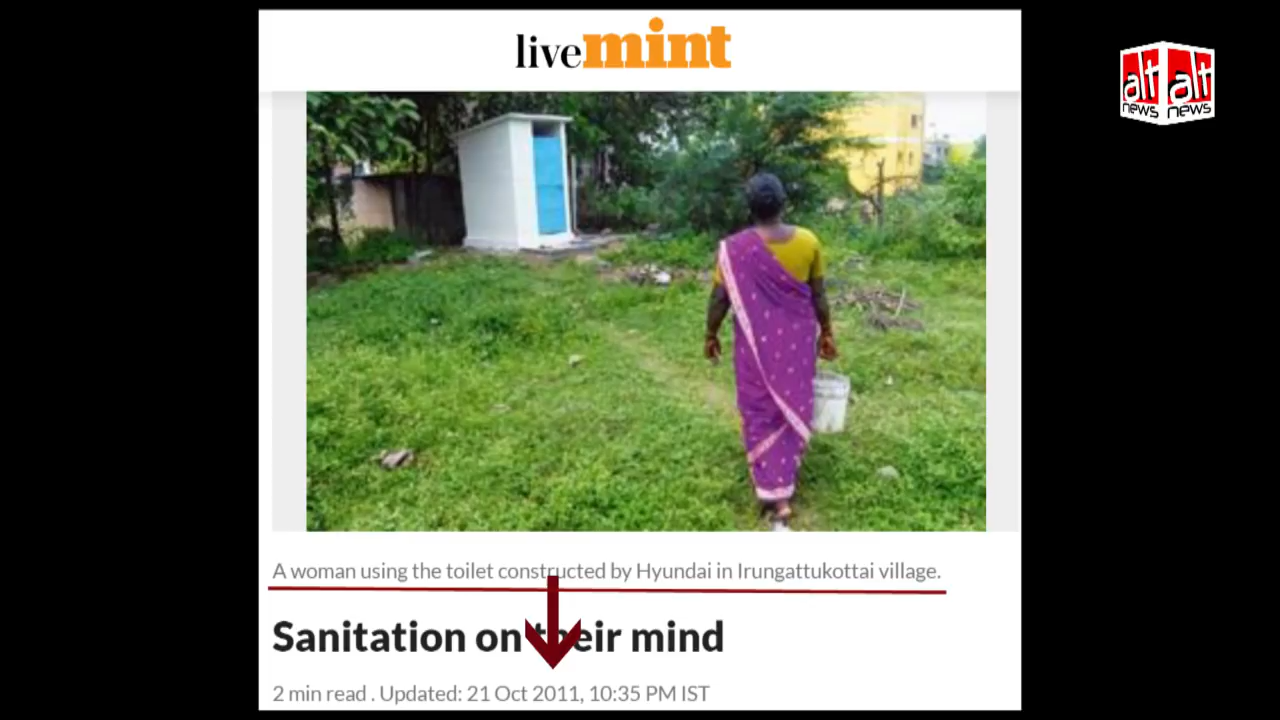 livemint
alt alt
news news
A woman using the toilet constructed by Hyundai in Irungattukottai village.
Sanitation on their mind
2 min read . Updated: 21 Oct 2011, 10:35 PM IST